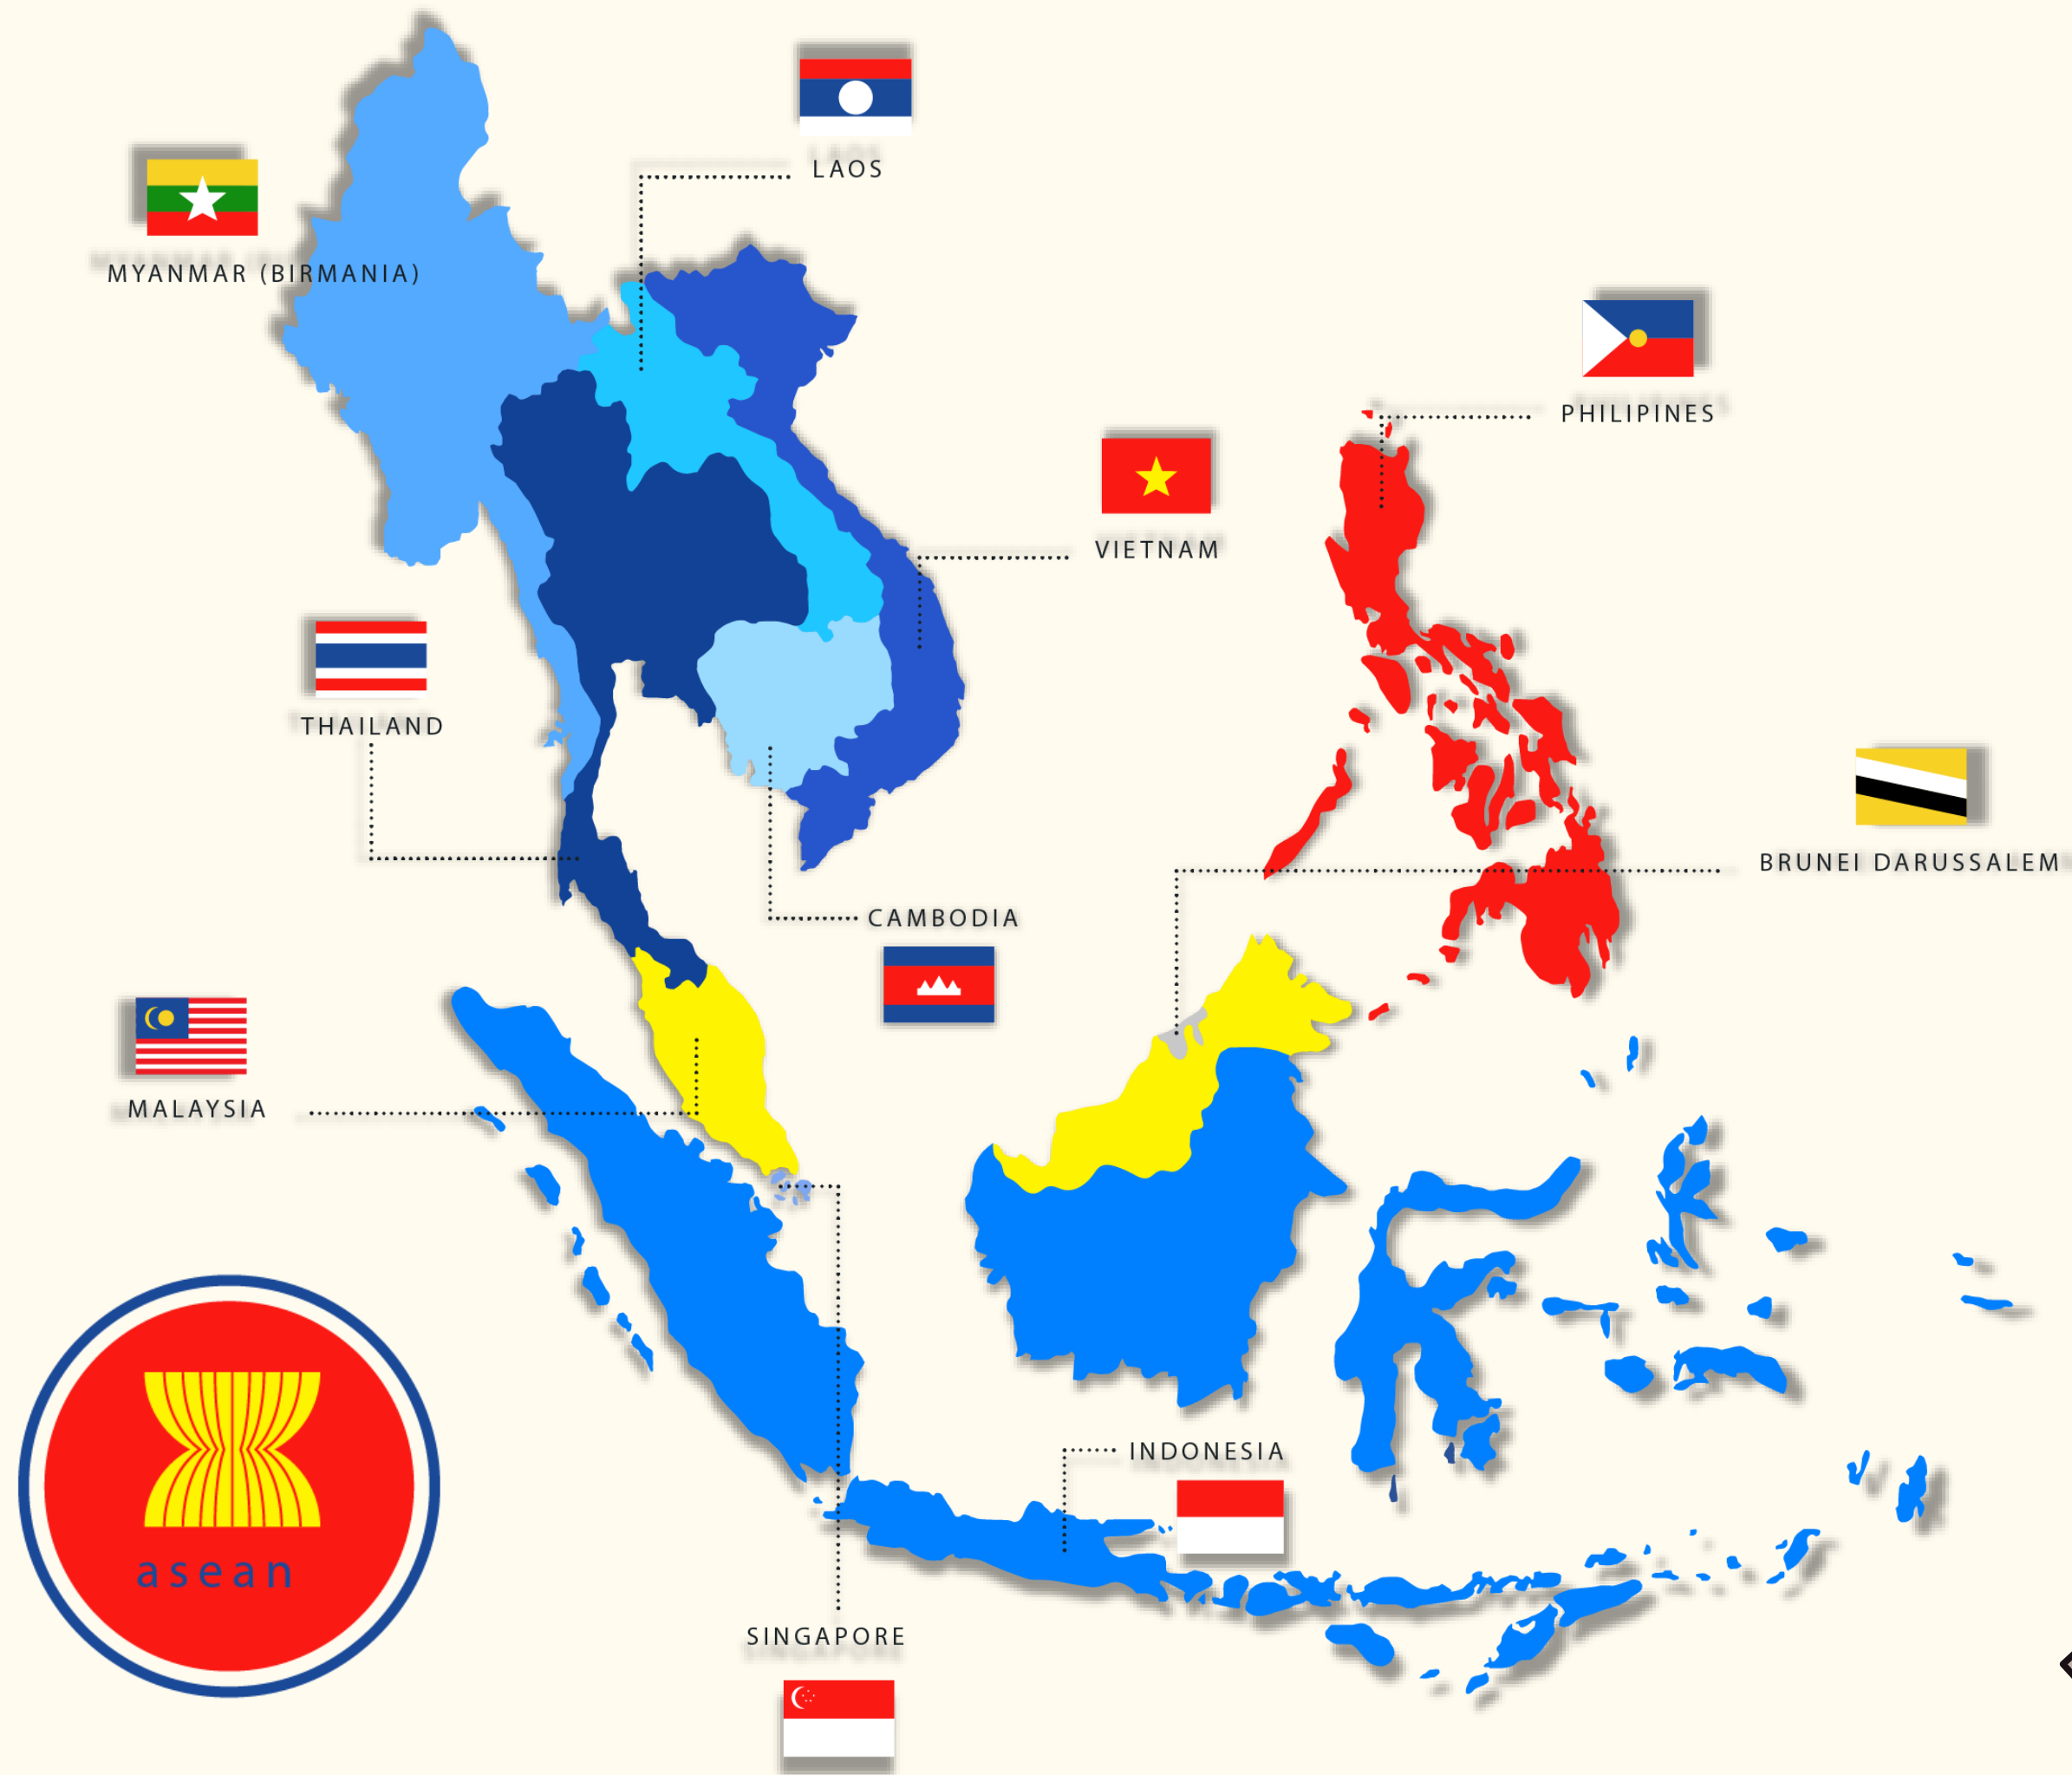 LAOS
MYANMAR (BIRMANIA)
PHILIPINES
VIETNAM
THAILAND
BRUNEI DARUSSALEM
CAMBODIA
MALAYSIA
INDONESIA
asean
SINGAPORE